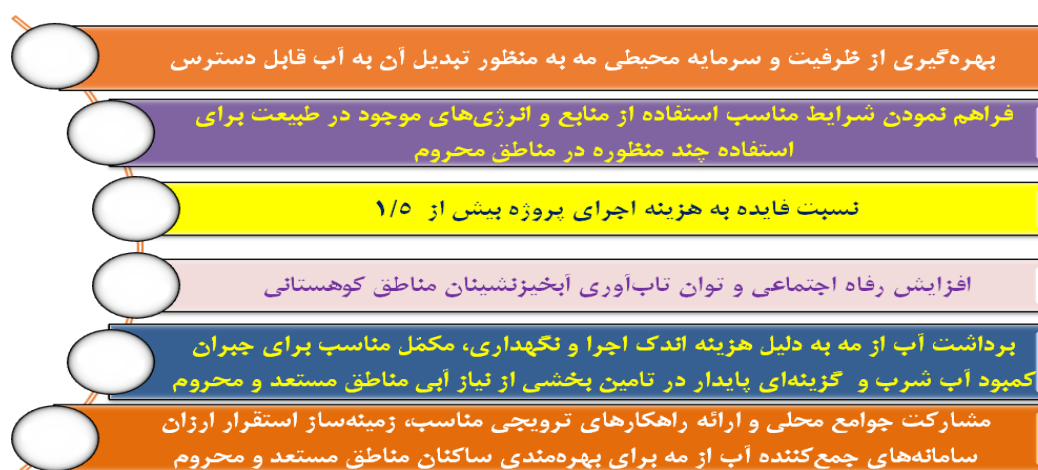 بهره‌گیری از ظرفیت و سرمایه محیطی مه به منظور تبدیل آن به آب قابل دسترس
فراهم نمودن شرایط مناسب استفاده از منابع و انرژی‌های موجود در طبیعت برای
استفاده چند منظوره در مناطق محروم
نسبت فایده به هزینه اجرای پروژه بیش از ۱/۵
افزایش رفاه اجتماعی و توان تاب‌آوری آبخیزنشینان مناطق کوهستانی
برداشت آب از مه به دلیل هزینه اندک اجرا و نگهداری، مکمّل مناسب برای جبران
کمبود آب شرب و گزینه‌ای پایدار در تامین بخشی از نیاز آبی مناطق مستعد و محروم
مشارکت جوامع محلی و ارائه راهکارهای ترویجی مناسب، زمینه‌ساز استقرار ارزان
سامانه‌های جمع‌کننده آب از مه برای بهره‌مندی ساکنان مناطق مستعد و محروم